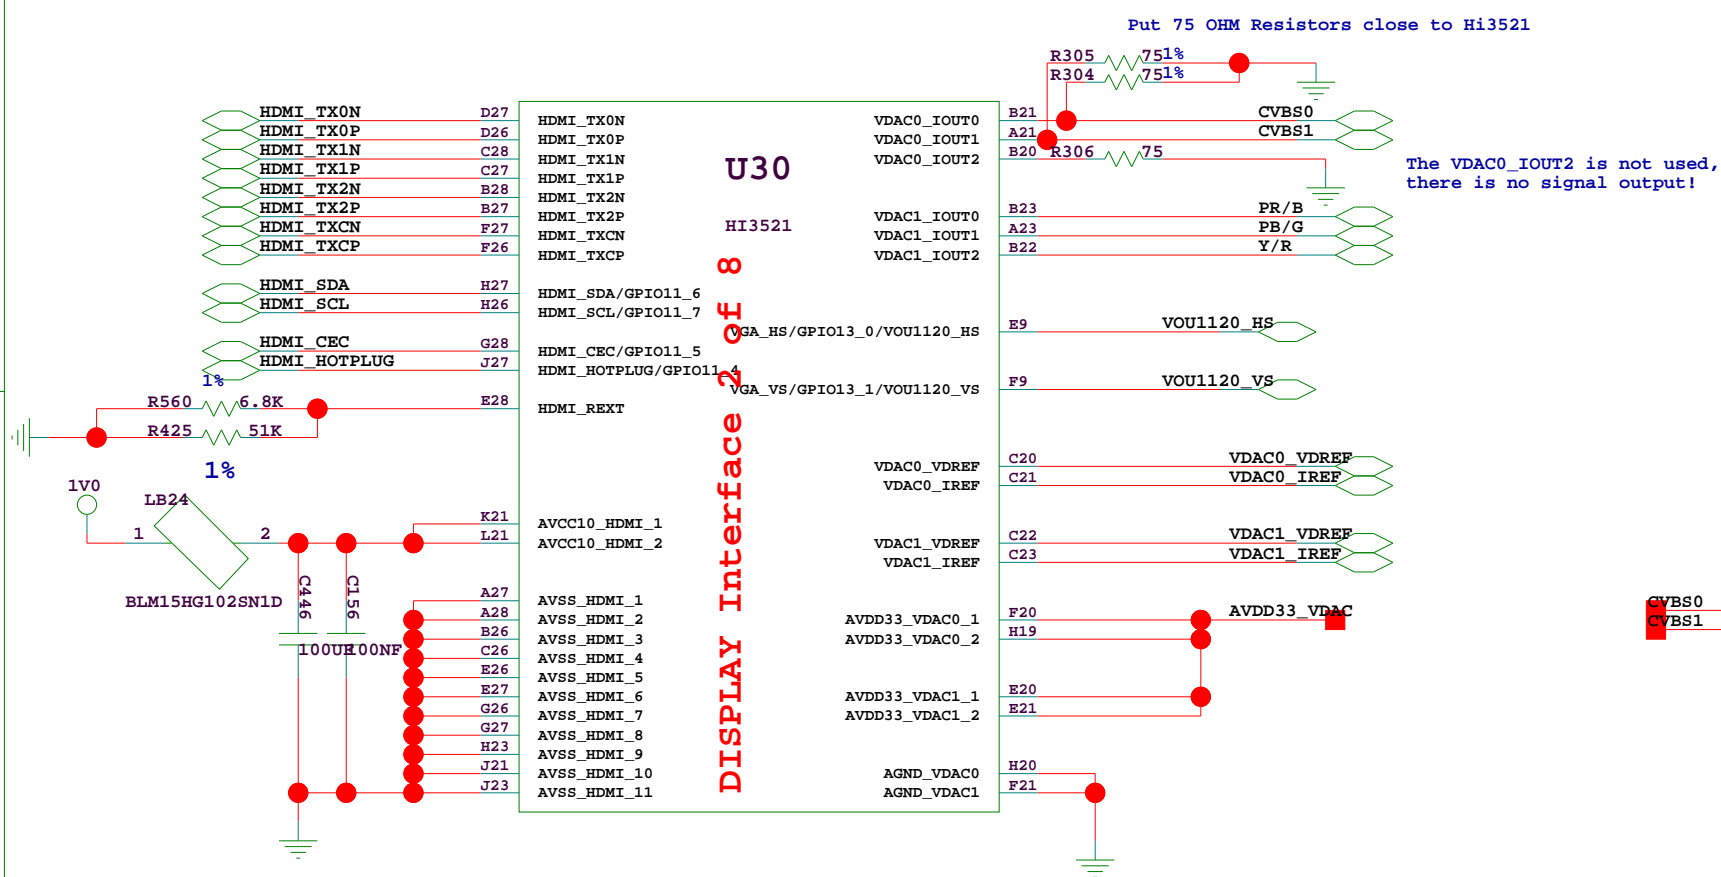 Put 75 OHM Resistors close to Hi3521
R305 75 1%
R304 75 1%
HDMI_TX0N D27 HDMI_TX0N VDAC0_IOUT0 B21 CVBS0
HDMI_TX0P D26 HDMI_TX0P VDAC0_IOUT1 A21 CVBS1
HDMI_TX1N C28 HDMI_TX1N VDAC0_IOUT2 B20 R306 75
The VDAC0_IOUT2 is not used,
there is no signal output!
HDMI_TX1P C27 HDMI_TX1P
U30
HDMI_TX2N B28 HDMI_TX2N
HDMI_TX2P B27 HDMI_TX2P VDAC1_IOUT0 B23 PR/B
HI3521
HDMI_TXCN F27 HDMI_TXCN VDAC1_IOUT1 A23 PB/G
HDMI_TXCP F26 HDMI_TXCP VDAC1_IOUT2 B22 Y/R
HDMI_SDA H27 HDMI_SDA/GPIO11_6
HDMI_SCL H26 HDMI_SCL/GPIO11_7
VGA_HS/GPIO13_0/VOU1120_HS E9 VOU1120_HS
HDMI_CEC G28 HDMI_CEC/GPIO11_5
HDMI_HOTPLUG J27 HDMI_HOTPLUG/GPIO11_4
VGA_VS/GPIO13_1/VOU1120_VS F9 VOU1120_VS
1%
R560 6.8K E28 HDMI_REXT
R425 51K
1%
DISPLAY Interface 2 of 8
VDAC0_VDREF C20 VDAC0_VDREF
VDAC0_IREF C21 VDAC0_IREF
1V0
LB24
1 2
BLM15HG102SN1D
K21 AVCC10_HDMI_1
L21 AVCC10_HDMI_2 VDAC1_VDREF C22 VDAC1_VDREF
VDAC1_IREF C23 VDAC1_IREF
C446
C156
100UF
100NF
A27 AVSS_HDMI_1
A28 AVSS_HDMI_2 AVDD33_VDAC0_1 F20 AVDD33_VDAC
B26 AVSS_HDMI_3 AVDD33_VDAC0_2 H19
CVBS0
CVBS1
C26 AVSS_HDMI_4
E26 AVSS_HDMI_5
E27 AVSS_HDMI_6 AVDD33_VDAC1_1 E20
G26 AVSS_HDMI_7 AVDD33_VDAC1_2 E21
G27 AVSS_HDMI_8
H23 AVSS_HDMI_9
J21 AVSS_HDMI_10 AGND_VDAC0 H20
J23 AVSS_HDMI_11 AGND_VDAC1 F21